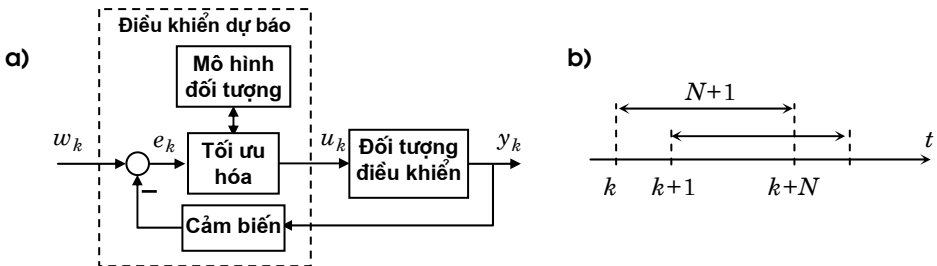 a)
Điều khiển dự báo
Mô hình
đối tượng
w_k
e_k
Tối ưu
hóa
u_k
Đối tượng
điều khiển
y_k
–
Cảm biến
b)
N+1
t
k
k+1
k+N